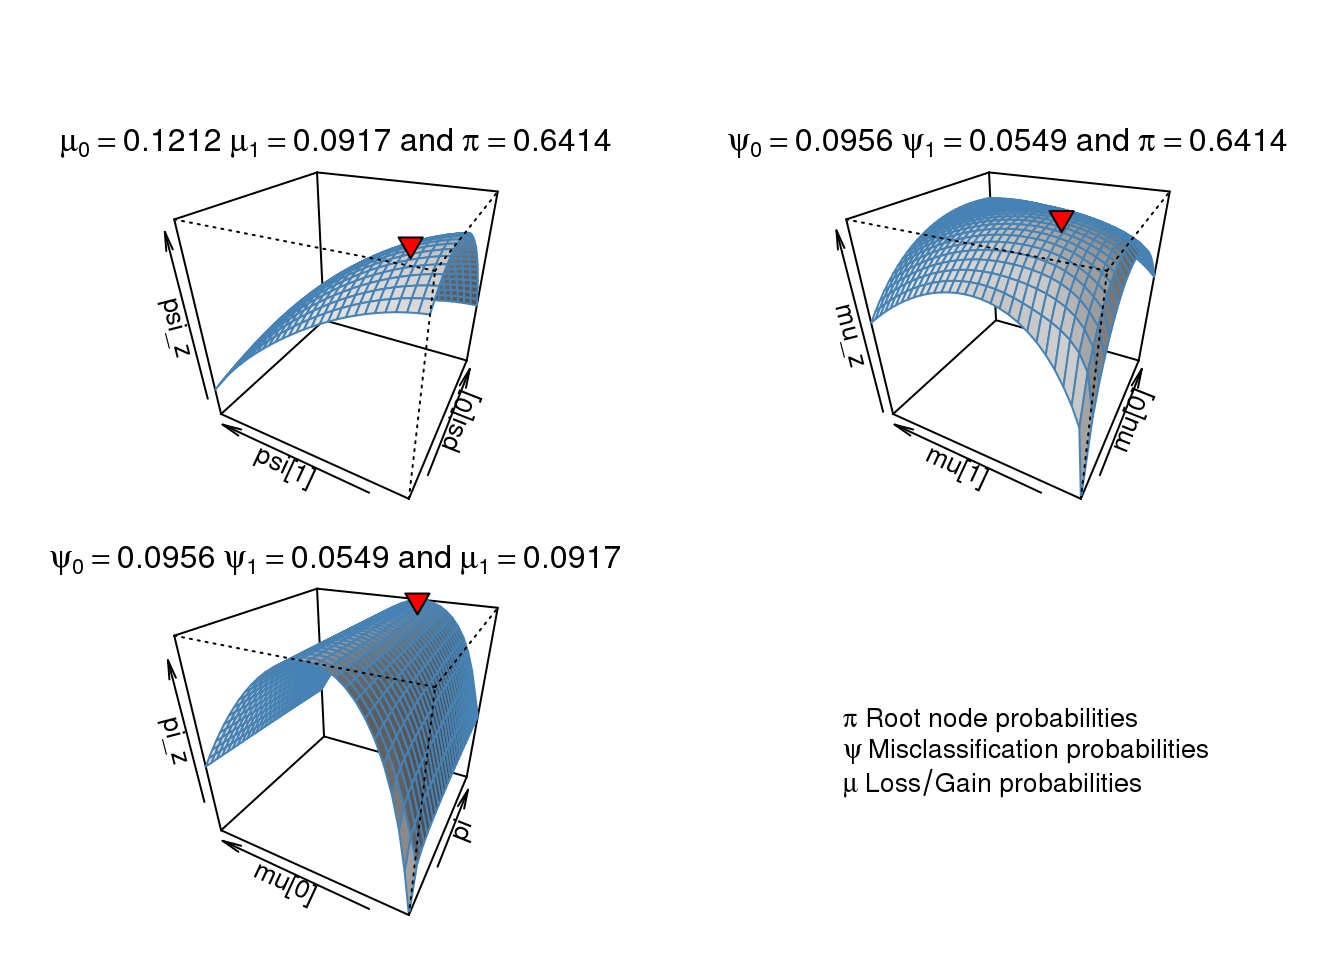 μ₀ = 0.1212 μ₁ = 0.0917 and π = 0.6414
ψ₀ = 0.0956 ψ₁ = 0.0549 and π = 0.6414
psi_z
psi[1]
psi[0]
mu_z
mu[1]
mu[0]
ψ₀ = 0.0956 ψ₁ = 0.0549 and μ₁ = 0.0917
pi_z
mu[0]
pi
π Root node probabilities
ψ Misclassification probabilities
μ Loss/Gain probabilities